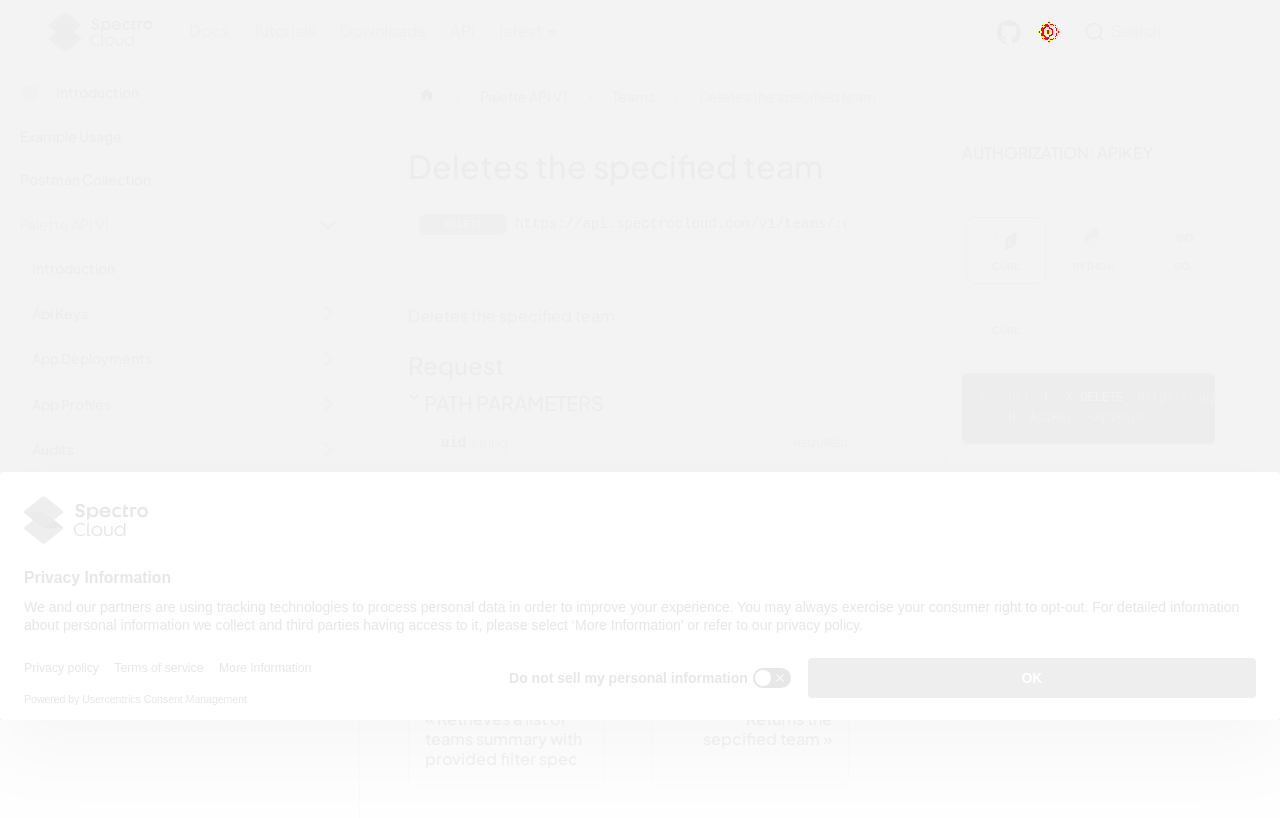 Spectro Cloud
Docs Tutorials Downloads API latest
Search
Introduction
Example Usage
Postman Collection
Palette API V1
Introduction
Api Keys
App Deployments
App Profiles
Audits
Palette API V1 Teams Deletes the specified team
Deletes the specified team
https://api.spectrocloud.com/v1/teams/:
Deletes the specified team
Request
PATH PARAMETERS
uid string REQUIRED
AUTHORIZATION: APIKEY
CURL PYTHON GO
CURL
DELETE
Spectro
Cloud
Privacy Information
We and our partners are using tracking technologies to process personal data in order to improve your experience. You may always exercise your consumer right to opt-out. For detailed information
about personal information we collect and third parties having access to it, please select 'More Information' or refer to our privacy policy.
Privacy policy Terms of service More Information
Do not sell my personal information
OK
Powered by Usercentrics Consent Management
« Retrieves a list of
teams summary with
provided filter spec
Returns the
sepcified team »